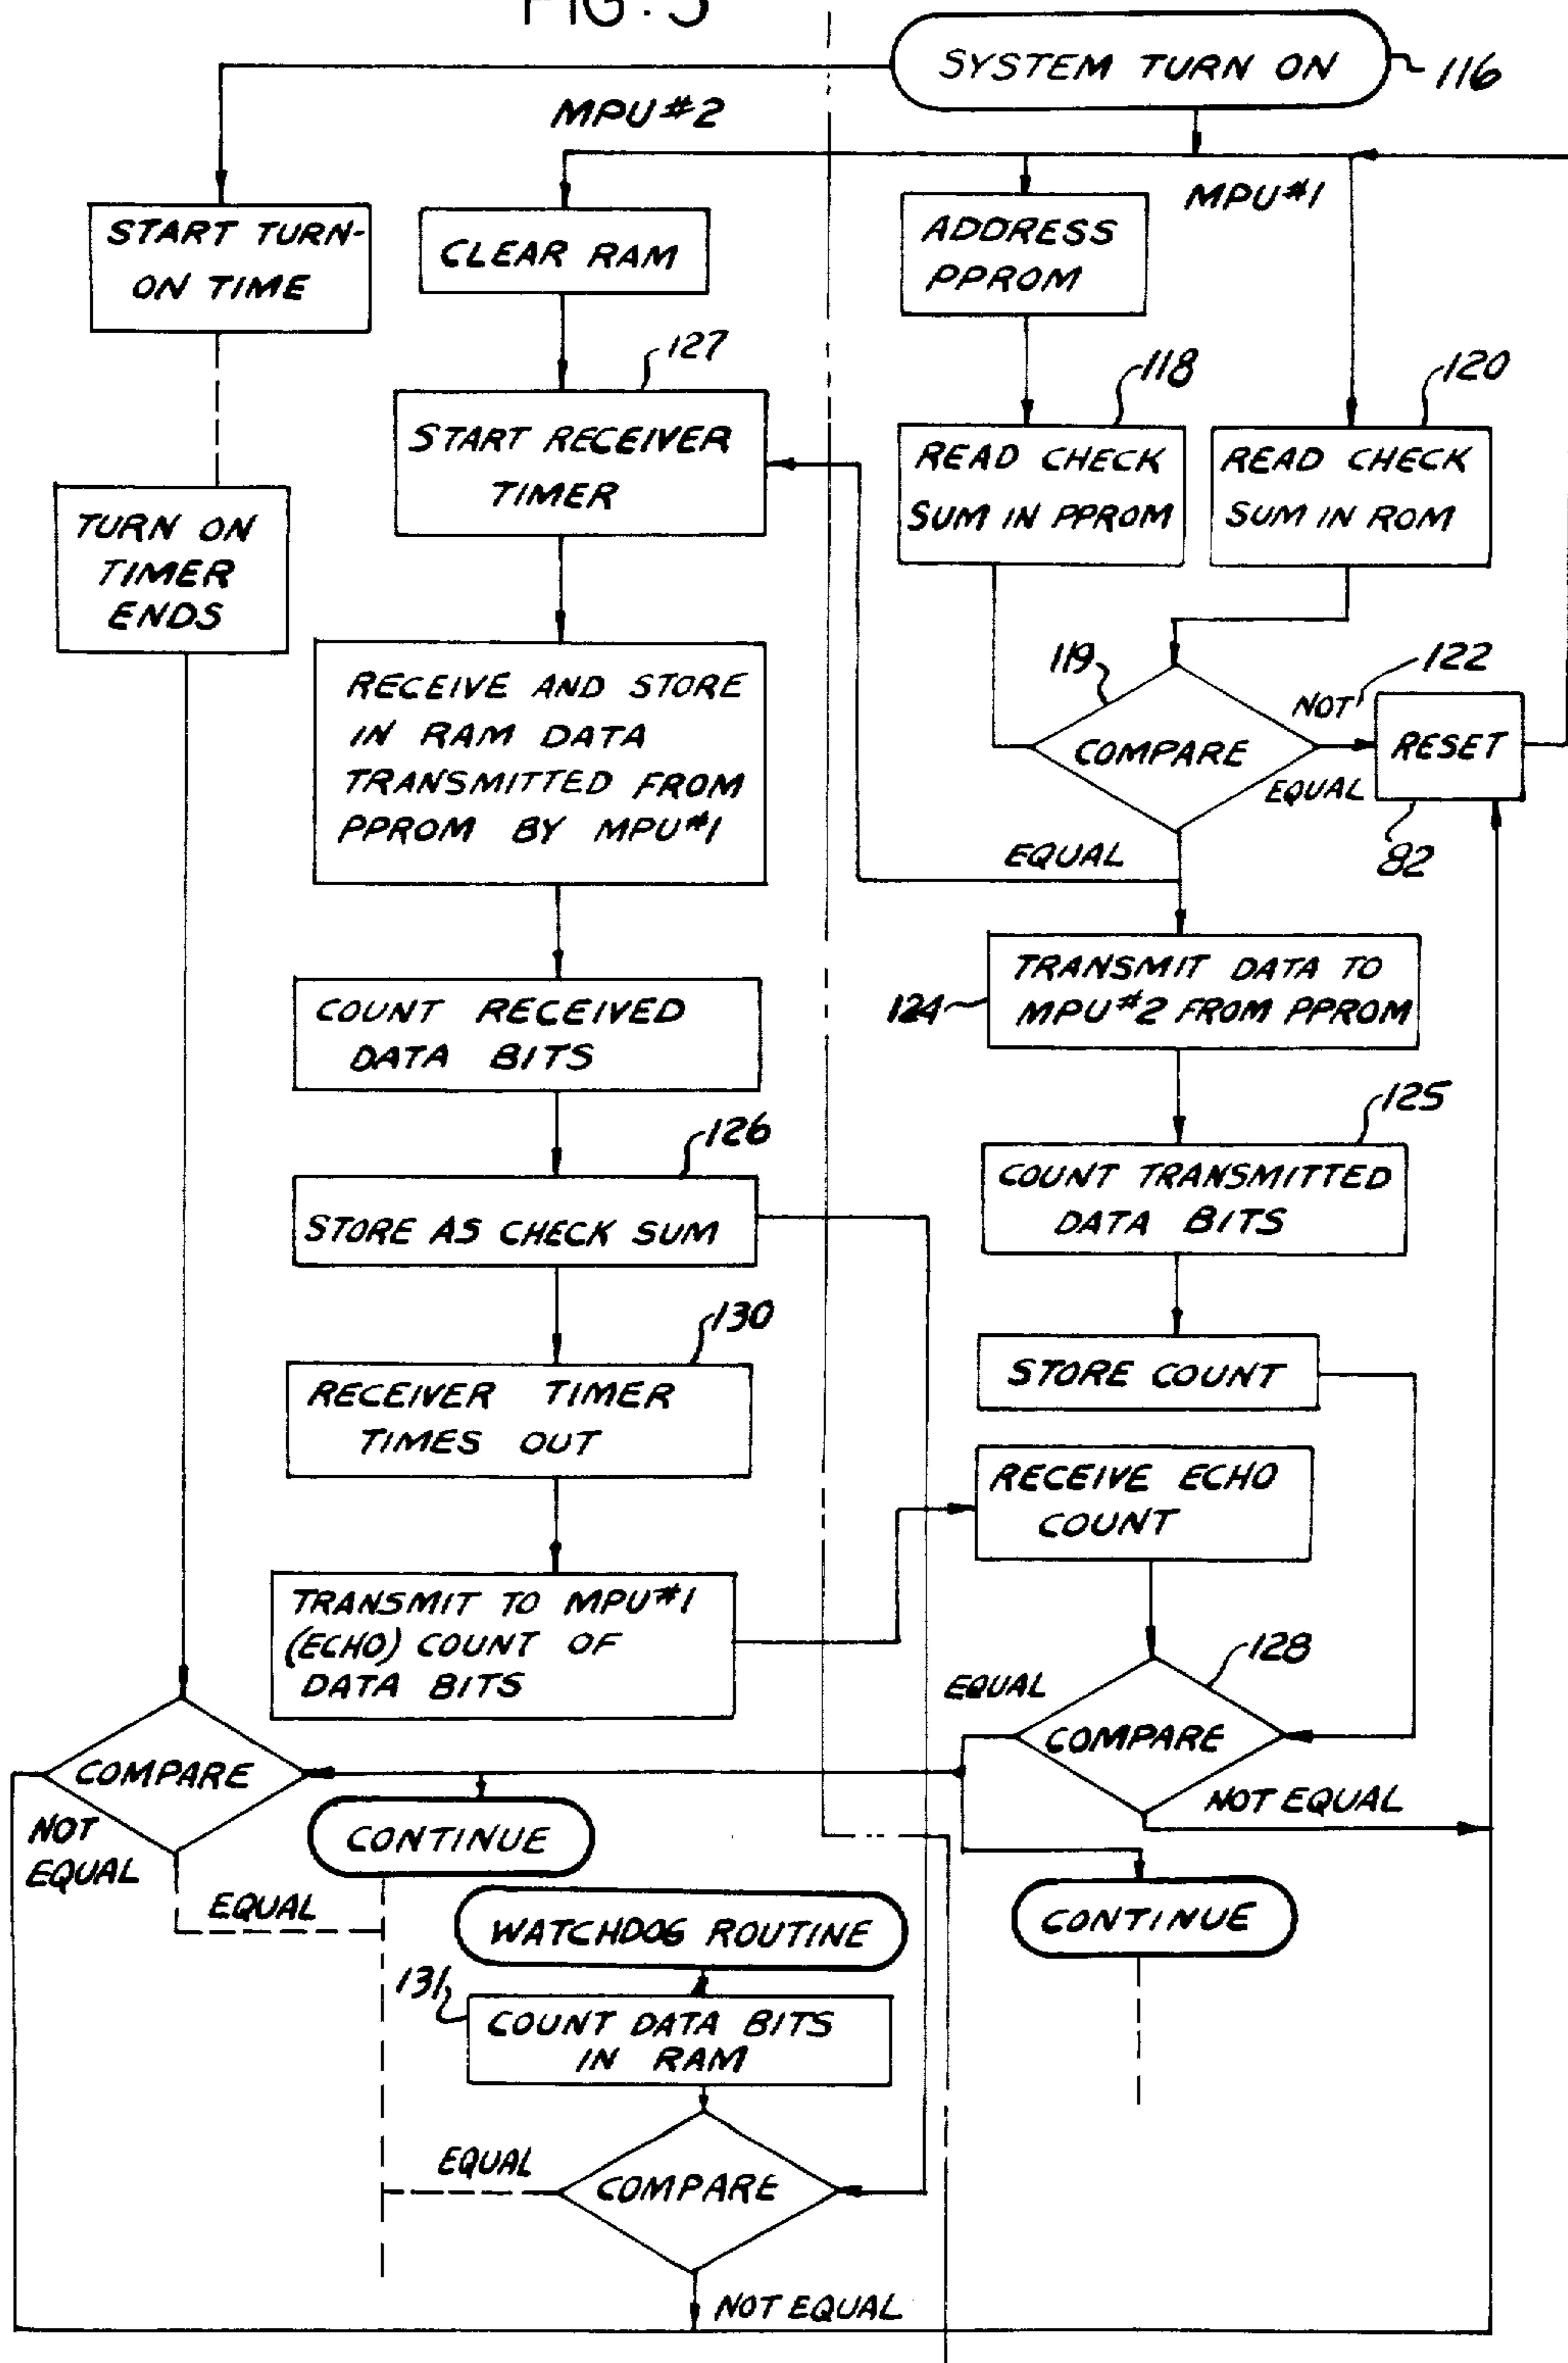 FIG. 5
SYSTEM TURN ON
116
MPU#2
MPU#1
START TURN-
ON TIME
CLEAR RAM
ADDRESS
PPROM
127
118
120
START RECEIVER
TIMER
READ CHECK
SUM IN PPROM
READ CHECK
SUM IN ROM
TURN ON
TIMER
ENDS
119
122
NOT
EQUAL
COMPARE
RESET
82
EQUAL
RECEIVE AND STORE
IN RAM DATA
TRANSMITTED FROM
PPROM BY MPU#1
124
TRANSMIT DATA TO
MPU#2 FROM PPROM
COUNT RECEIVED
DATA BITS
125
COUNT TRANSMITTED
DATA BITS
126
STORE AS CHECK SUM
130
RECEIVER TIMER
TIMES OUT
STORE COUNT
RECEIVE ECHO
COUNT
TRANSMIT TO MPU#1
(ECHO) COUNT OF
DATA BITS
128
EQUAL
COMPARE
NOT EQUAL
COMPARE
NOT
EQUAL
EQUAL
CONTINUE
CONTINUE
WATCHDOG ROUTINE
131
COUNT DATA BITS
IN RAM
EQUAL
COMPARE
NOT EQUAL